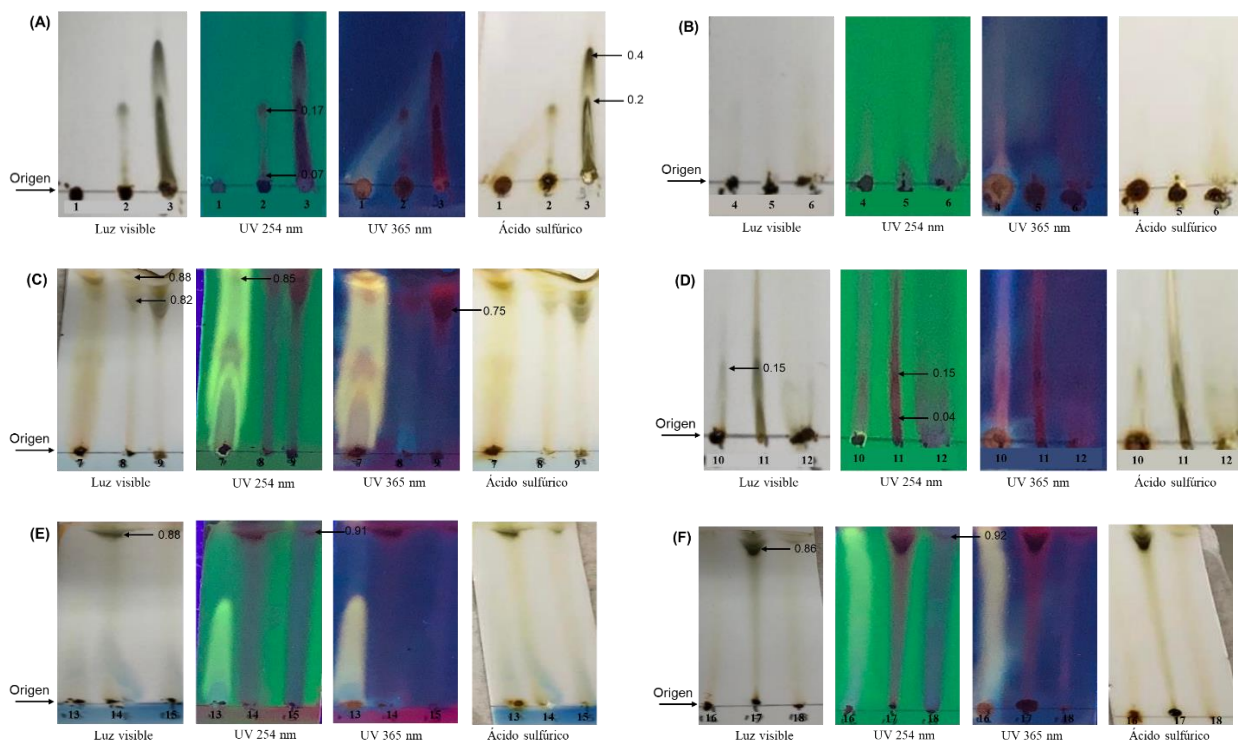 (A)
0.4
0.17
0.2
0.07
Origen
1 2 3
1 2 3
1 2 3
1 2 3
Luz visible
UV 254 nm
UV 365 nm
Ácido sulfúrico
(B)
Origen
4 5 6
4 5 6
4 5 6
4 5 6
Luz visible
UV 254 nm
UV 365 nm
Ácido sulfúrico
(C)
0.88
0.85
0.82
0.75
Origen
7 8 9
7 8 9
7 8 9
7 8 9
Luz visible
UV 254 nm
UV 365 nm
Ácido sulfúrico
(D)
0.15
0.15
0.04
Origen
10 11 12
10 11 12
10 11 12
10 11 12
Luz visible
UV 254 nm
UV 365 nm
Ácido sulfúrico
(E)
0.88
0.91
Origen
13 14 15
13 14 15
13 14 15
13 14 15
Luz visible
UV 254 nm
UV 365 nm
Ácido sulfúrico
(F)
0.86
0.92
Origen
16 17 18
16 17 18
16 17 18
16 17 18
Luz visible
UV 254 nm
UV 365 nm
Ácido sulfúrico